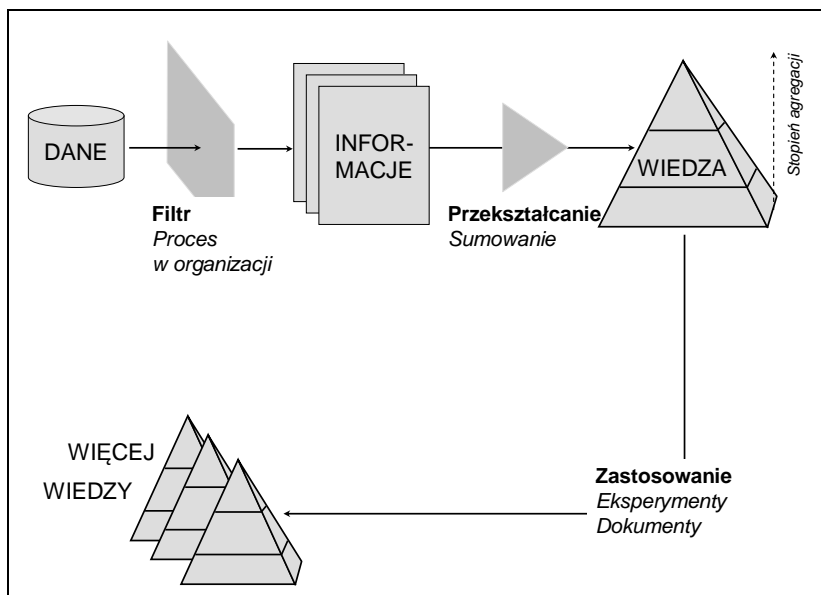 DANE
Filtr
Proces
w organizacji
INFOR-
MACJE
Przekształcanie
Sumowanie
WIEDZA
Stopień agregacji
Zastosowanie
Eksperymenty
Dokumenty
WIĘCEJ
WIEDZY